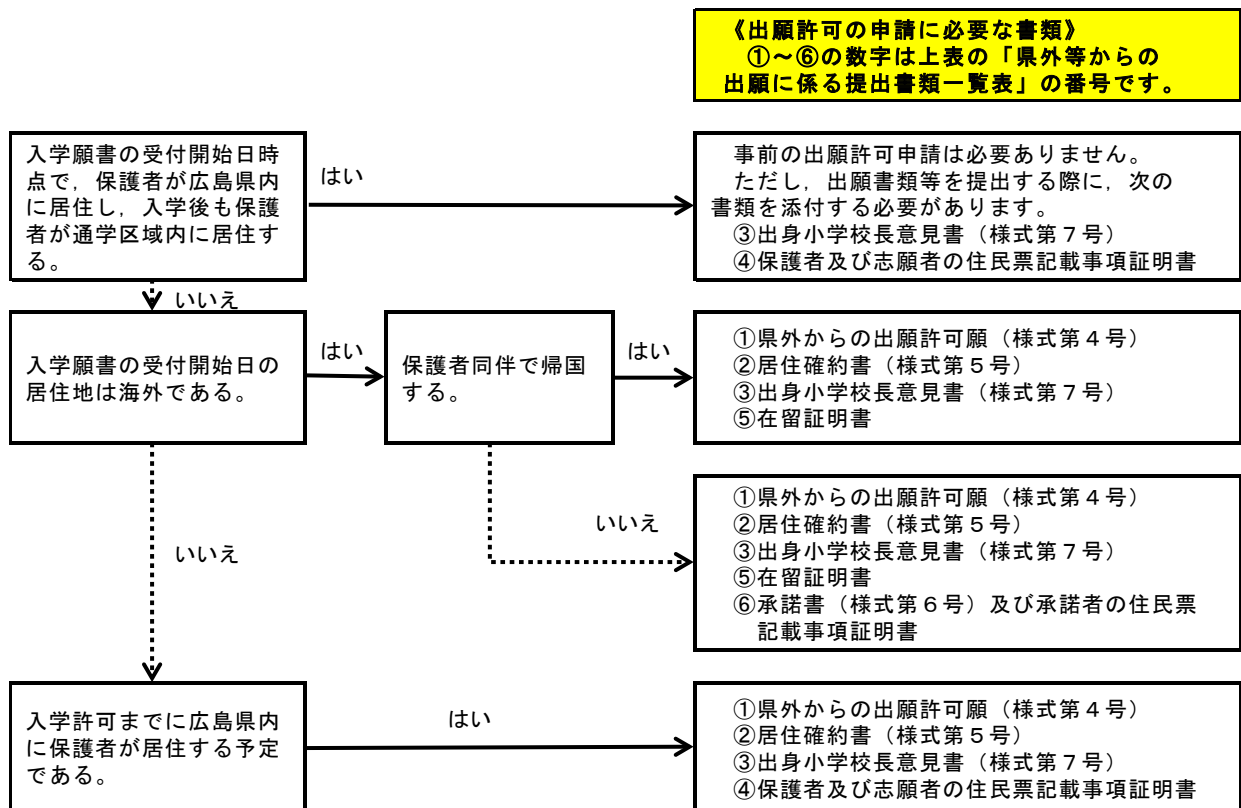 《出願許可の申請に必要な書類》
①～⑥の数字は上表の「県外等からの
出願に係る提出書類一覧表」の番号です。
入学願書の受付開始日時
点で，保護者が広島県内
に居住し，入学後も保護
者が通学区域内に居住す
る。
はい
事前の出願許可申請は必要ありません。
ただし，出願書類等を提出する際に，次の
書類を添付する必要があります。
③出身小学校長意見書（様式第７号）
④保護者及び志願者の住民票記載事項証明書
いいえ
入学願書の受付開始日の
居住地は海外である。
はい
保護者同伴で帰国
する。
はい
①県外からの出願許可願（様式第４号）
②居住確約書（様式第５号）
③出身小学校長意見書（様式第７号）
⑤在留証明書
いいえ
いいえ
①県外からの出願許可願（様式第４号）
②居住確約書（様式第５号）
③出身小学校長意見書（様式第７号）
⑤在留証明書
⑥承諾書（様式第６号）及び承諾者の住民票
記載事項証明書
入学許可までに広島県内
に保護者が居住する予定
である。
はい
①県外からの出願許可願（様式第４号）
②居住確約書（様式第５号）
③出身小学校長意見書（様式第７号）
④保護者及び志願者の住民票記載事項証明書